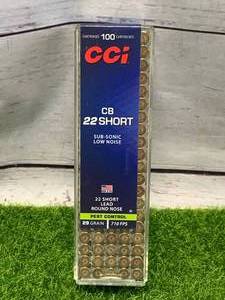 CARTRIDGES 100 CARTRIDGES
CCI
CB
22 SHORT
SUB-SONIC
LOW NOISE
22 SHORT
LEAD
ROUND NOSE
PEST CONTROL
29 GRAIN 710 FPS